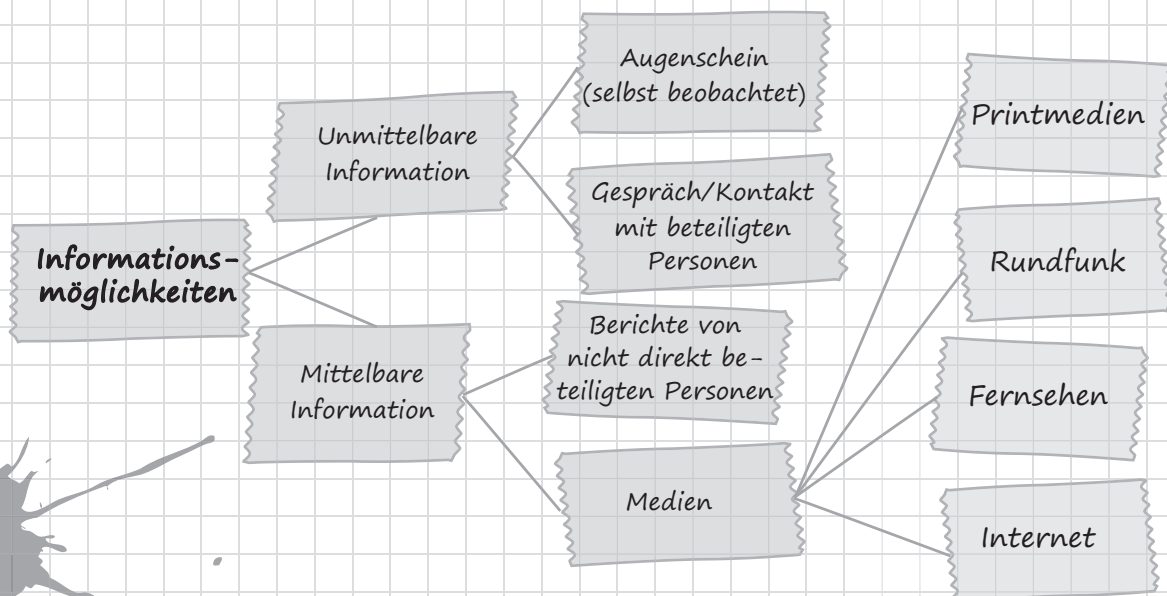 Informations-
möglichkeiten
Unmittelbare
Information
Augenschein
(selbst beobachtet)
Gespräch/Kontakt
mit beteiligten
Personen
Mittelbare
Information
Berichte von
nicht direkt be-
teiligten Personen
Medien
Printmedien
Rundfunk
Fernsehen
Internet